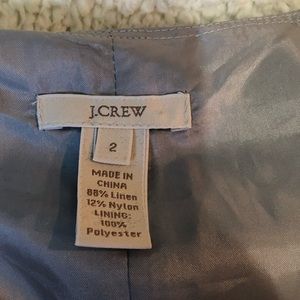 J.CREW
2
MADE IN
CHINA
88% Linen
12% Nylon
LINING:
100%
Polyester